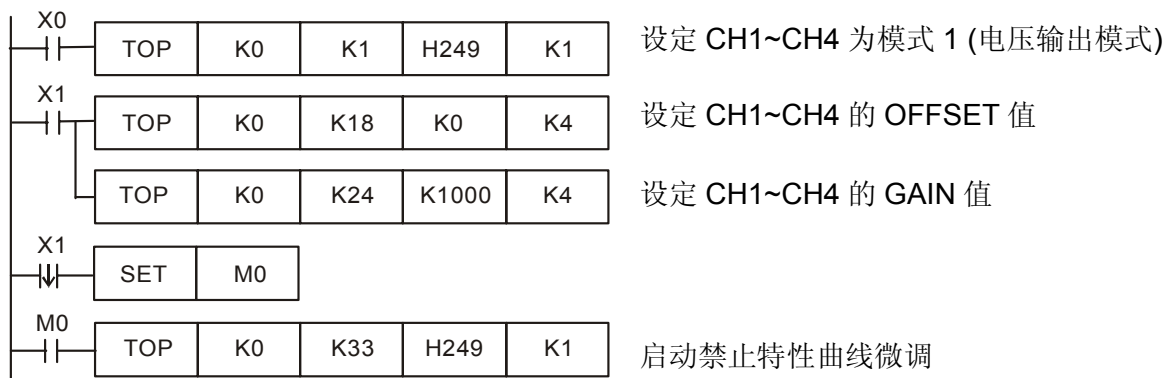 X0
TOP K0 K1 H249 K1 设定 CH1~CH4 为模式 1 (电压输出模式)
X1
TOP K0 K18 K0 K4 设定 CH1~CH4 的 OFFSET 值
TOP K0 K24 K1000 K4 设定 CH1~CH4 的 GAIN 值
X1
SET M0
M0
TOP K0 K33 H249 K1 启动禁止特性曲线微调